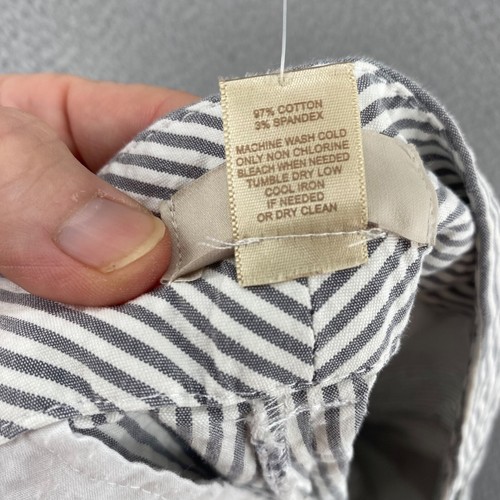 97% COTTON
3% SPANDEX
MACHINE WASH COLD
ONLY NON CHLORINE
BLEACH WHEN NEEDED
TUMBLE DRY LOW
COOL IRON
IF NEEDED
OR DRY CLEAN